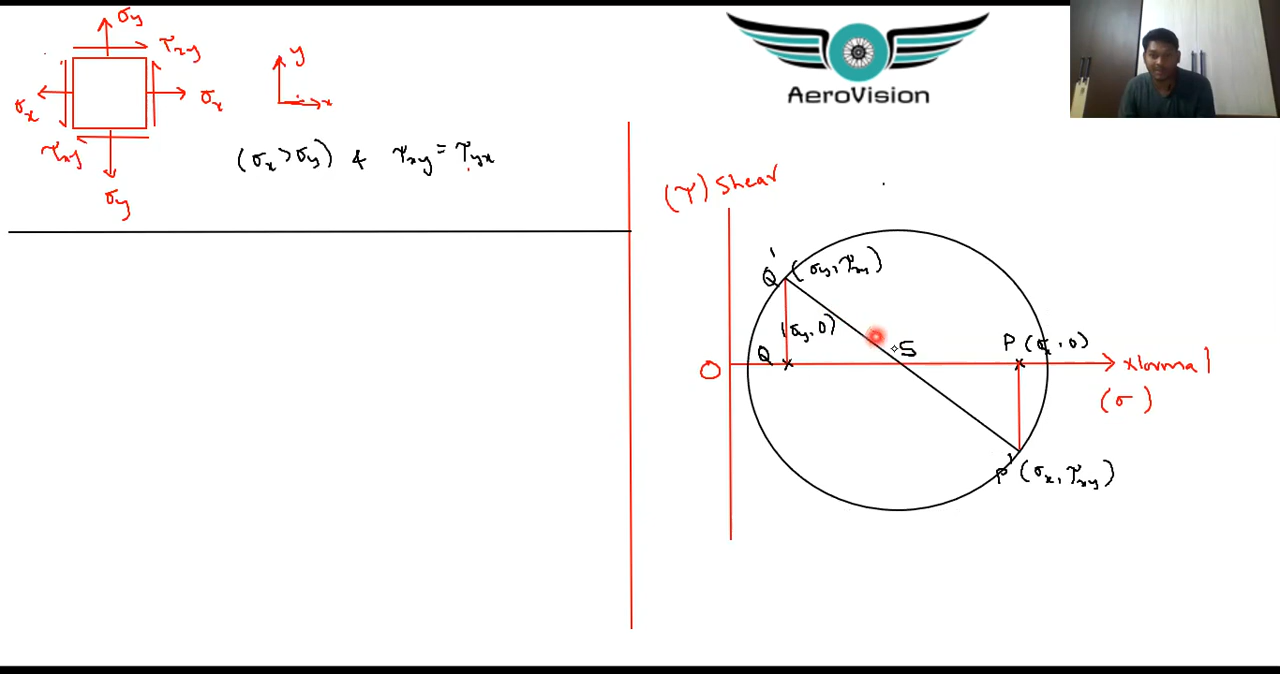 σy
τxy
σx
σx
τxy
σy
y
x
(σx > σy) & τxy = τyx
AeroVision
(τ) Shear
Q' (σy, τxy)
(σy, 0)
Q
S
P (σx, 0)
O
Normal
(σ)
P' (σx, τxy)